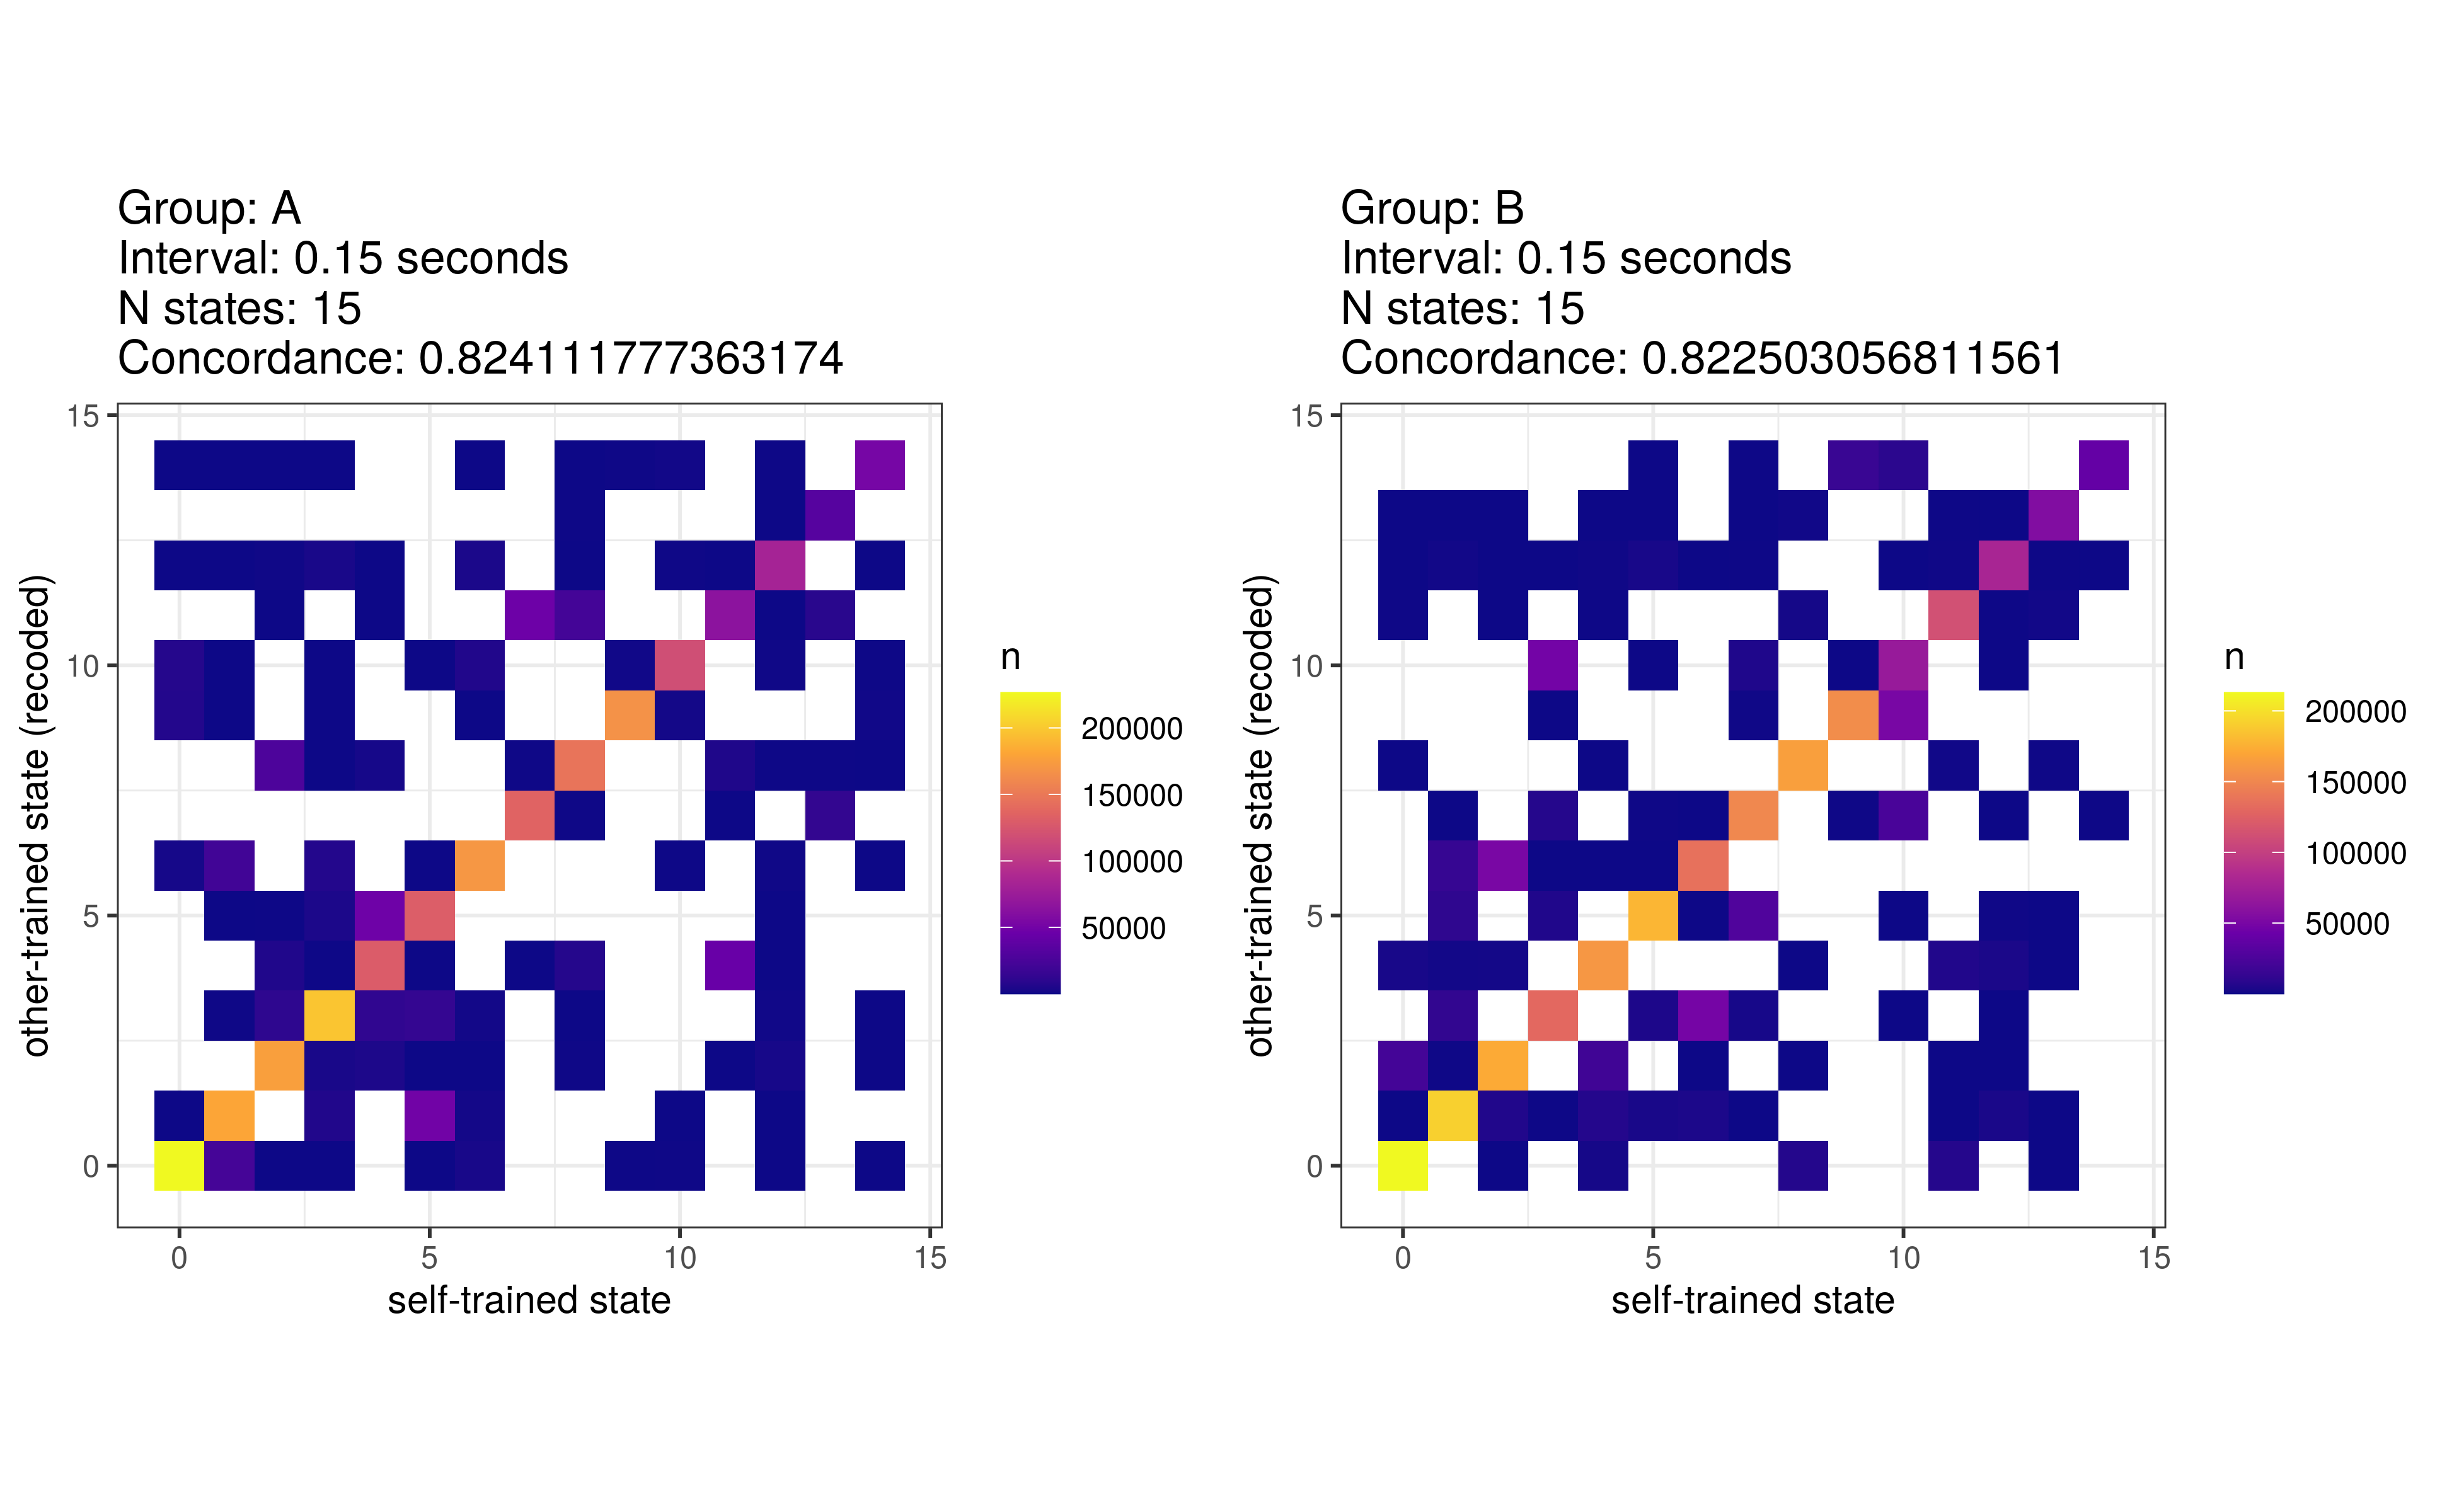 Group: A
Interval: 0.15 seconds
N states: 15
Concordance: 0.824111777363174
15
10
5
0
other-trained state (recoded)
0 5 10 15
self-trained state
n
200000
150000
100000
50000
Group: B
Interval: 0.15 seconds
N states: 15
Concordance: 0.822503056811561
15
10
5
0
other-trained state (recoded)
0 5 10 15
self-trained state
n
200000
150000
100000
50000